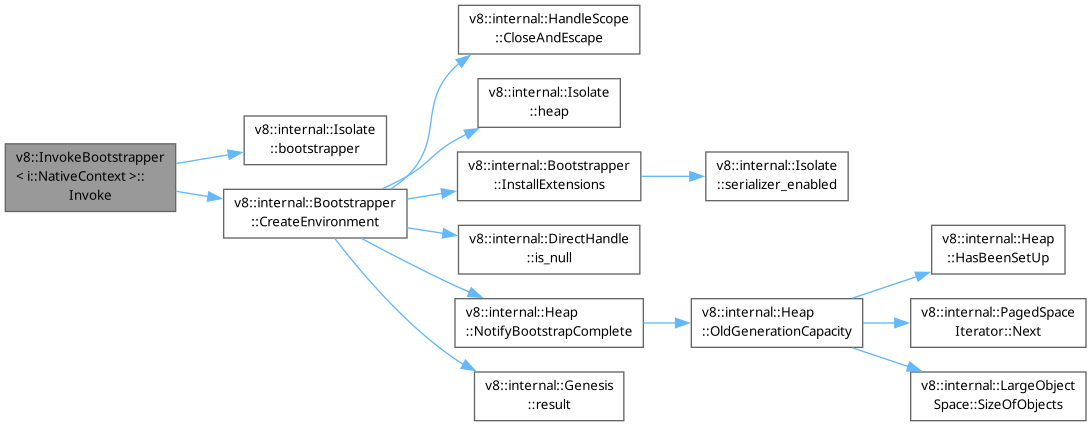 v8::InvokeBootstrapper
< i::NativeContext >::
Invoke
v8::internal::Isolate
::bootstrapper
v8::internal::Bootstrapper
::CreateEnvironment
v8::internal::HandleScope
::CloseAndEscape
v8::internal::Isolate
::heap
v8::internal::Bootstrapper
::InstallExtensions
v8::internal::Isolate
::serializer_enabled
v8::internal::DirectHandle
::is_null
v8::internal::Heap
::NotifyBootstrapComplete
v8::internal::Heap
::OldGenerationCapacity
v8::internal::Heap
::HasBeenSetUp
v8::internal::PagedSpace
Iterator::Next
v8::internal::LargeObject
Space::SizeOfObjects
v8::internal::Genesis
::result